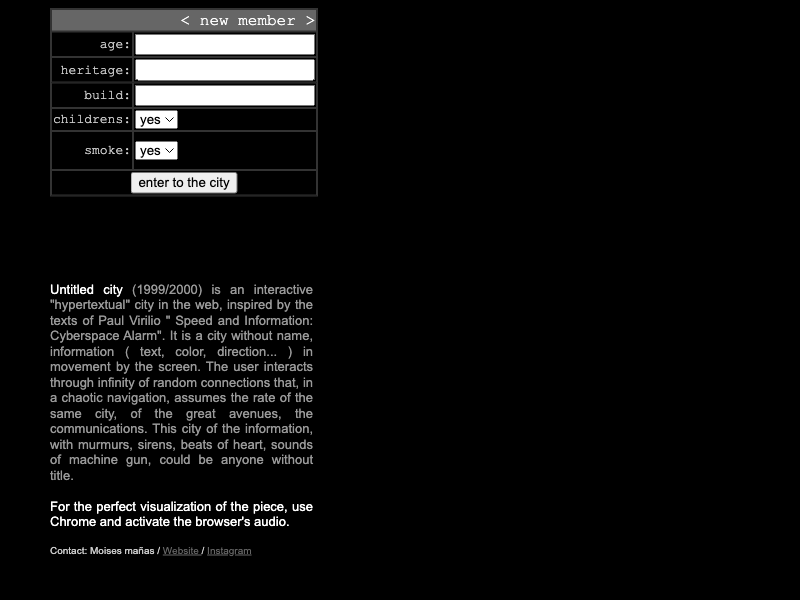 < new member >
age:
heritage:
build:
childrens: yes
smoke: yes
enter to the city
Untitled city (1999/2000) is an interactive
"hypertextual" city in the web, inspired by the
texts of Paul Virilio " Speed and Information:
Cyberspace Alarm". It is a city without name,
information ( text, color, direction... ) in
movement by the screen. The user interacts
through infinity of random connections that, in
a chaotic navigation, assumes the rate of the
same city, of the great avenues, the
communications. This city of the information,
with murmurs, sirens, beats of heart, sounds
of machine gun, could be anyone without
title.
For the perfect visualization of the piece, use
Chrome and activate the browser's audio.
Contact: Moises mañas / Website / Instagram